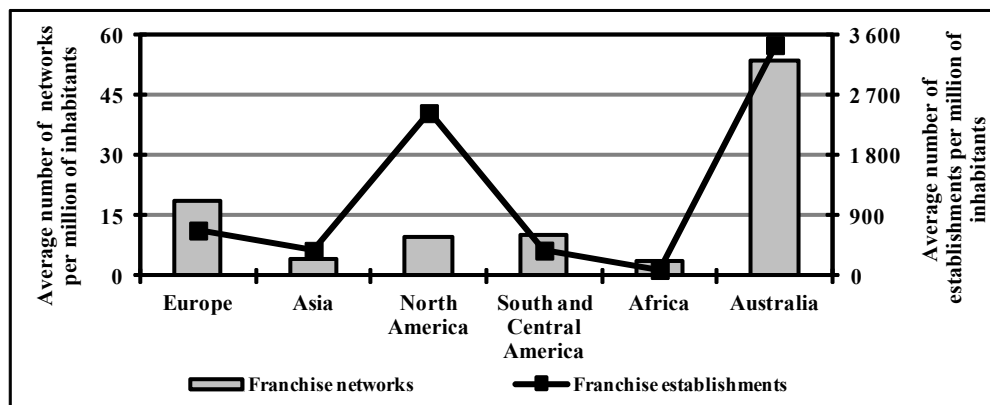 Average number of networks
per million of inhabitants
60
45
30
15
0
3 600
2 700
1 800
900
0
Average number of
establishments per million of
inhabitants
Europe
Asia
North
America
South and
Central
America
Africa
Australia
Franchise networks
Franchise establishments